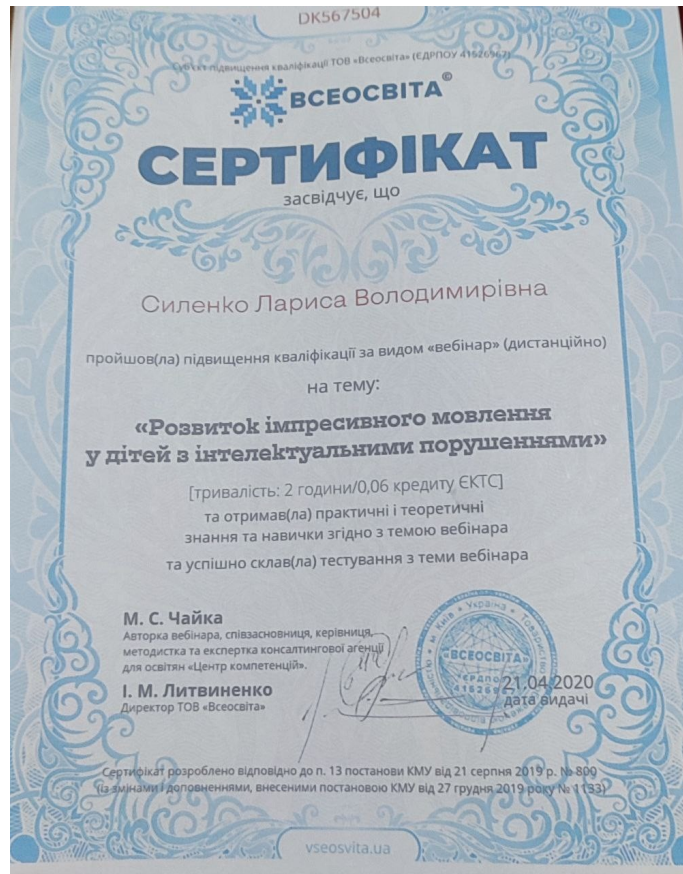 DK567504
Суб'єкт підвищення кваліфікації ТОВ «Всеосвіта» (ЄДРПОУ 41526967)
ВСЕОСВІТА©
СЕРТИФІКАТ
засвідчує, що
Силенко Лариса Володимирівна
пройшов(ла) підвищення кваліфікації за видом «вебінар» (дистанційно)
на тему:
«Розвиток імпресивного мовлення
у дітей з інтелектуальними порушеннями»
[тривалість: 2 години/0,06 кредиту ЄКТС]
та отримав(ла) практичні і теоретичні
знання та навички згідно з темою вебінара
та успішно склав(ла) тестування з теми вебінара
М. С. Чайка
Авторка вебінара, співзасновниця, керівниця,
методистка та експертка консалтингової агенції
для освітян «Центр компетенцій».
І. М. Литвиненко
Директор ТОВ «Всеосвіта»
м. Київ * Україна *
«ВСЕОСВІТА»
21.04.2020
дата видачі
Сертифікат розроблено відповідно до п. 13 постанови КМУ від 21 серпня 2019 р. № 800
(із змінами і доповненнями, внесеними постановою КМУ від 27 грудня 2019 року № 1133)
vseosvita.ua